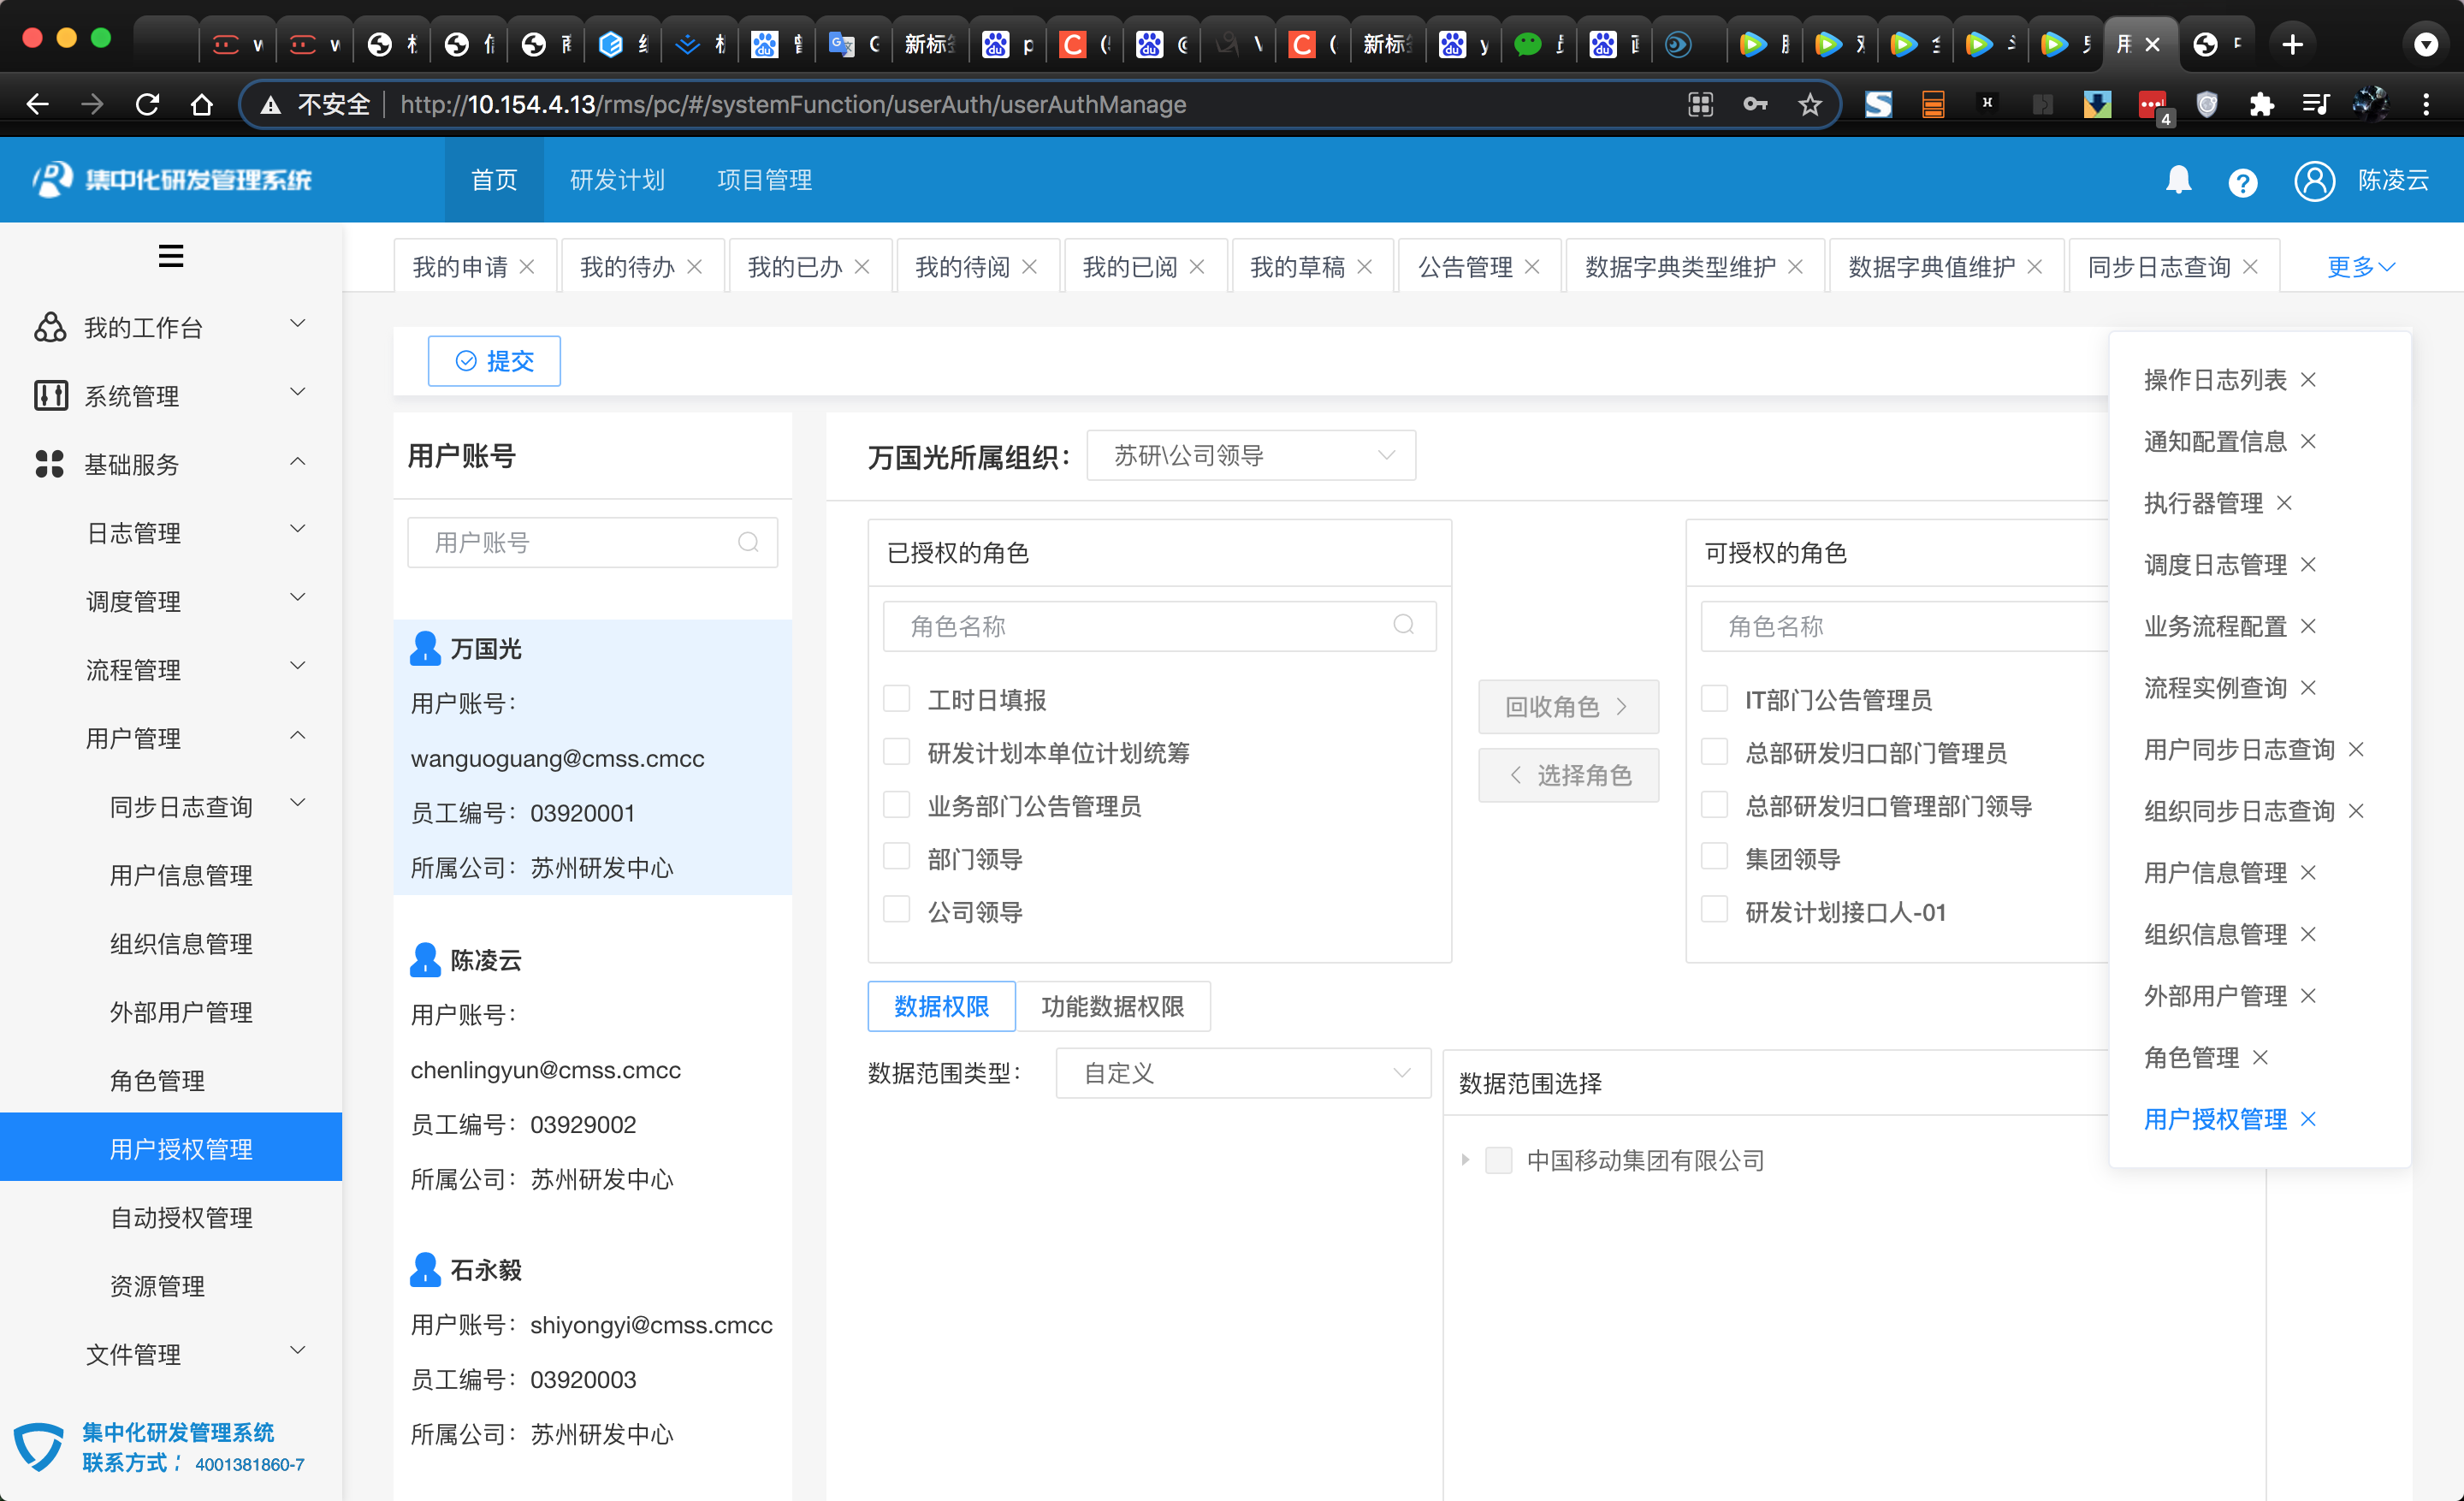 新标
新标
4
不安全
http://10.154.4.13/rms/pc/#/systemFunction/userAuth/userAuthManage
集中化研发管理系统
首页
研发计划
项目管理
陈凌云
我的申请
我的待办
我的已办
我的待阅
我的已阅
我的草稿
公告管理
数据字典类型维护
数据字典值维护
同步日志查询
更多
我的工作台
系统管理
基础服务
日志管理
调度管理
流程管理
用户管理
同步日志查询
用户信息管理
组织信息管理
外部用户管理
角色管理
用户授权管理
自动授权管理
资源管理
文件管理
集中化研发管理系统
联系方式： 4001381860-7
提交
用户账号
用户账号
万国光
用户账号：
wanguoguang@cmss.cmcc
员工编号：03920001
所属公司：苏州研发中心
陈凌云
用户账号：
chenlingyun@cmss.cmcc
员工编号：03929002
所属公司：苏州研发中心
石永毅
用户账号：shiyongyi@cmss.cmcc
员工编号：03920003
所属公司：苏州研发中心
万国光所属组织：
苏研\公司领导
已授权的角色
角色名称
工时日填报
研发计划本单位计划统筹
业务部门公告管理员
部门领导
公司领导
回收角色
选择角色
可授权的角色
角色名称
IT部门公告管理员
总部研发归口部门管理员
总部研发归口管理部门领导
集团领导
研发计划接口人-01
数据权限
功能数据权限
数据范围类型：
自定义
数据范围选择
中国移动集团有限公司
操作日志列表
通知配置信息
执行器管理
调度日志管理
业务流程配置
流程实例查询
用户同步日志查询
组织同步日志查询
用户信息管理
组织信息管理
外部用户管理
角色管理
用户授权管理